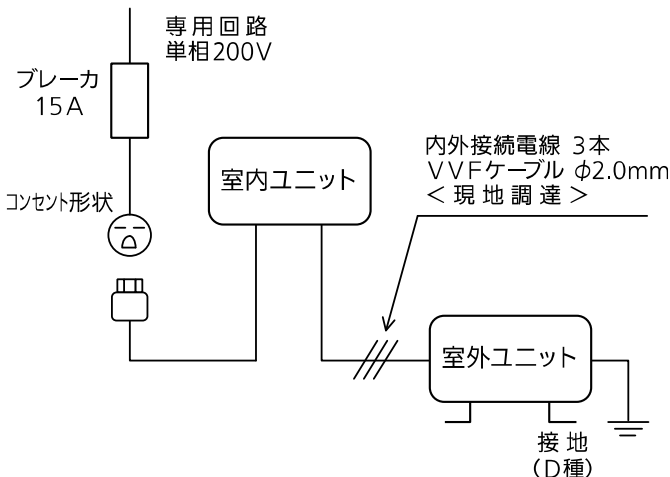 専用回路
単相200V
ブレーカ
15A
コンセント形状
室内ユニット
内外接続電線 3本
VVFケーブル φ2.0mm
<現地調達>
室外ユニット
接地
(D種)